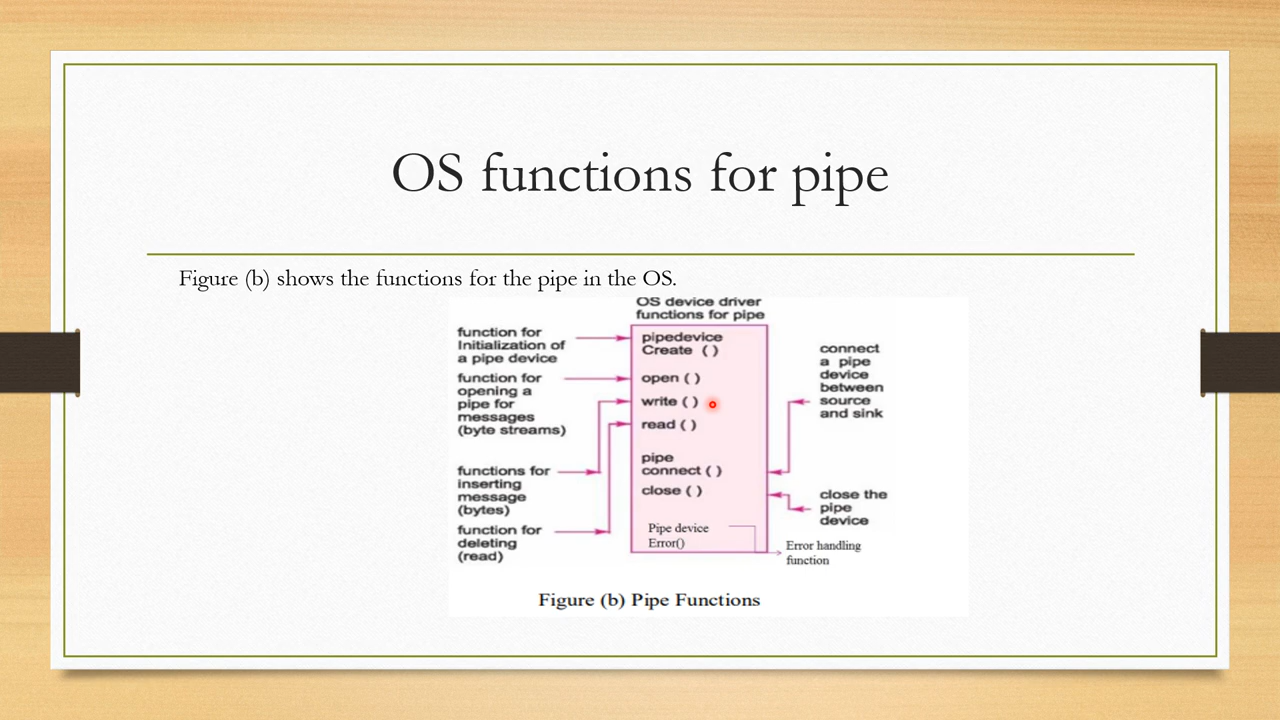 OS functions for pipe
Figure (b) shows the functions for the pipe in the OS.
OS device driver
functions for pipe
function for
Initialization of
a pipe device
function for
opening a
pipe for
messages
(byte streams)
functions for
inserting
message
(bytes)
function for
deleting
(read)
pipedevice
Create ( )
open ( )
write ( )
read ( )
pipe
connect ( )
close ( )
Pipe device
Error()
connect
a pipe
device
between
source
and sink
close the
pipe
device
Error handling
function
Figure (b) Pipe Functions